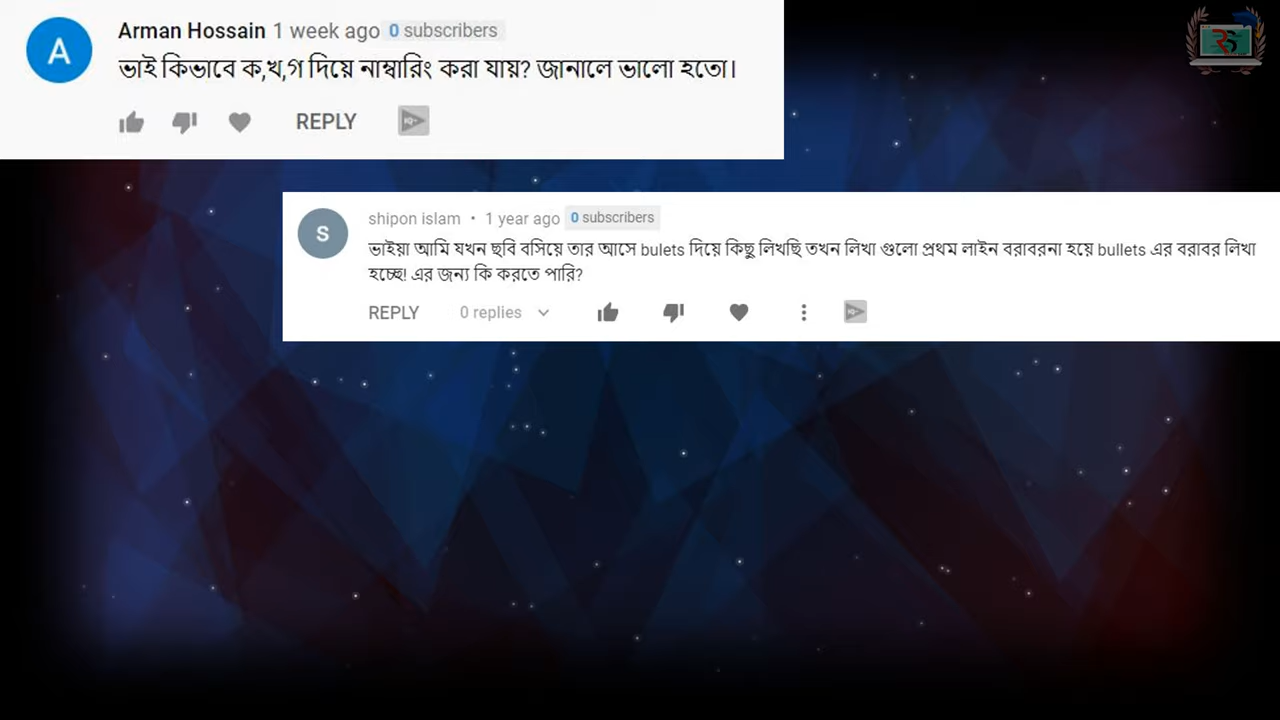 Arman Hossain 1 week ago 0 subscribers
ভাই কিভাবে ক,খ,গ দিয়ে নাম্বারিং করা যায়? জানালে ভালো হতো।
REPLY
shipon islam • 1 year ago 0 subscribers
ভাইয়া আমি যখন ছবি বসিয়ে তার আসে bulets দিয়ে কিছু লিখছি তখন লিখা গুলো প্রথম লাইন বরাবরনা হয়ে bullets এর বরাবর লিখা
হচ্ছে! এর জন্য কি করতে পারি?
REPLY 0 replies